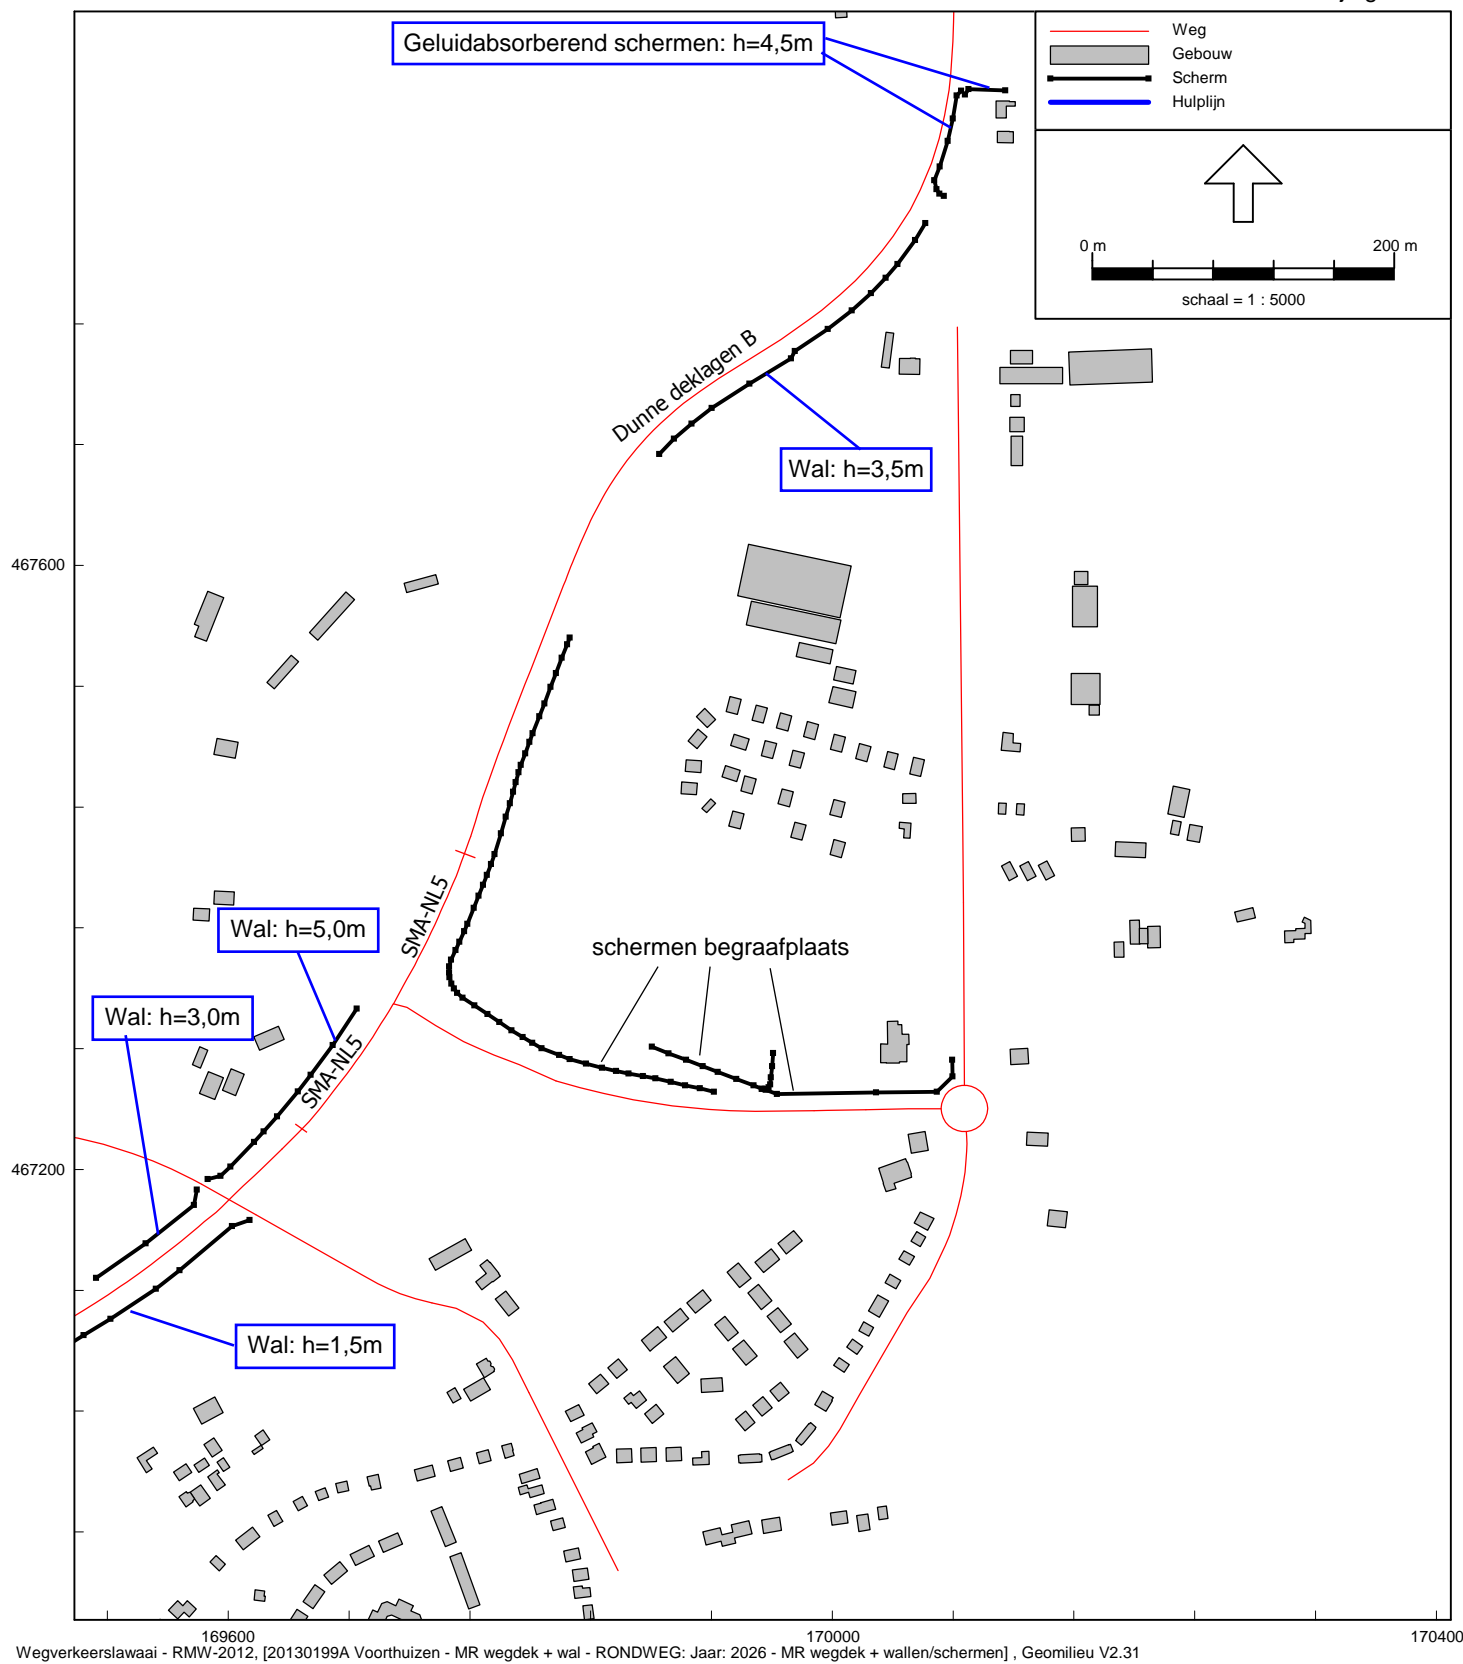 Geluidabsorberend schermen: h=4,5m
Weg
Gebouw
Scherm
Hulplijn
0 m
200 m
schaal = 1 : 5000
Dunne deklagen B
Wal: h=3,5m
467600
SMA-NL5
Wal: h=5,0m
schermen begraafplaats
Wal: h=3,0m
SMA-NL5
467200
Wal: h=1,5m
169600
170000
170400
Wegverkeerslawaai - RMW-2012, [20130199A Voorthuizen - MR wegdek + wal - RONDWEG: Jaar: 2026 - MR wegdek + wallen/schermen] , Geomilieu V2.31